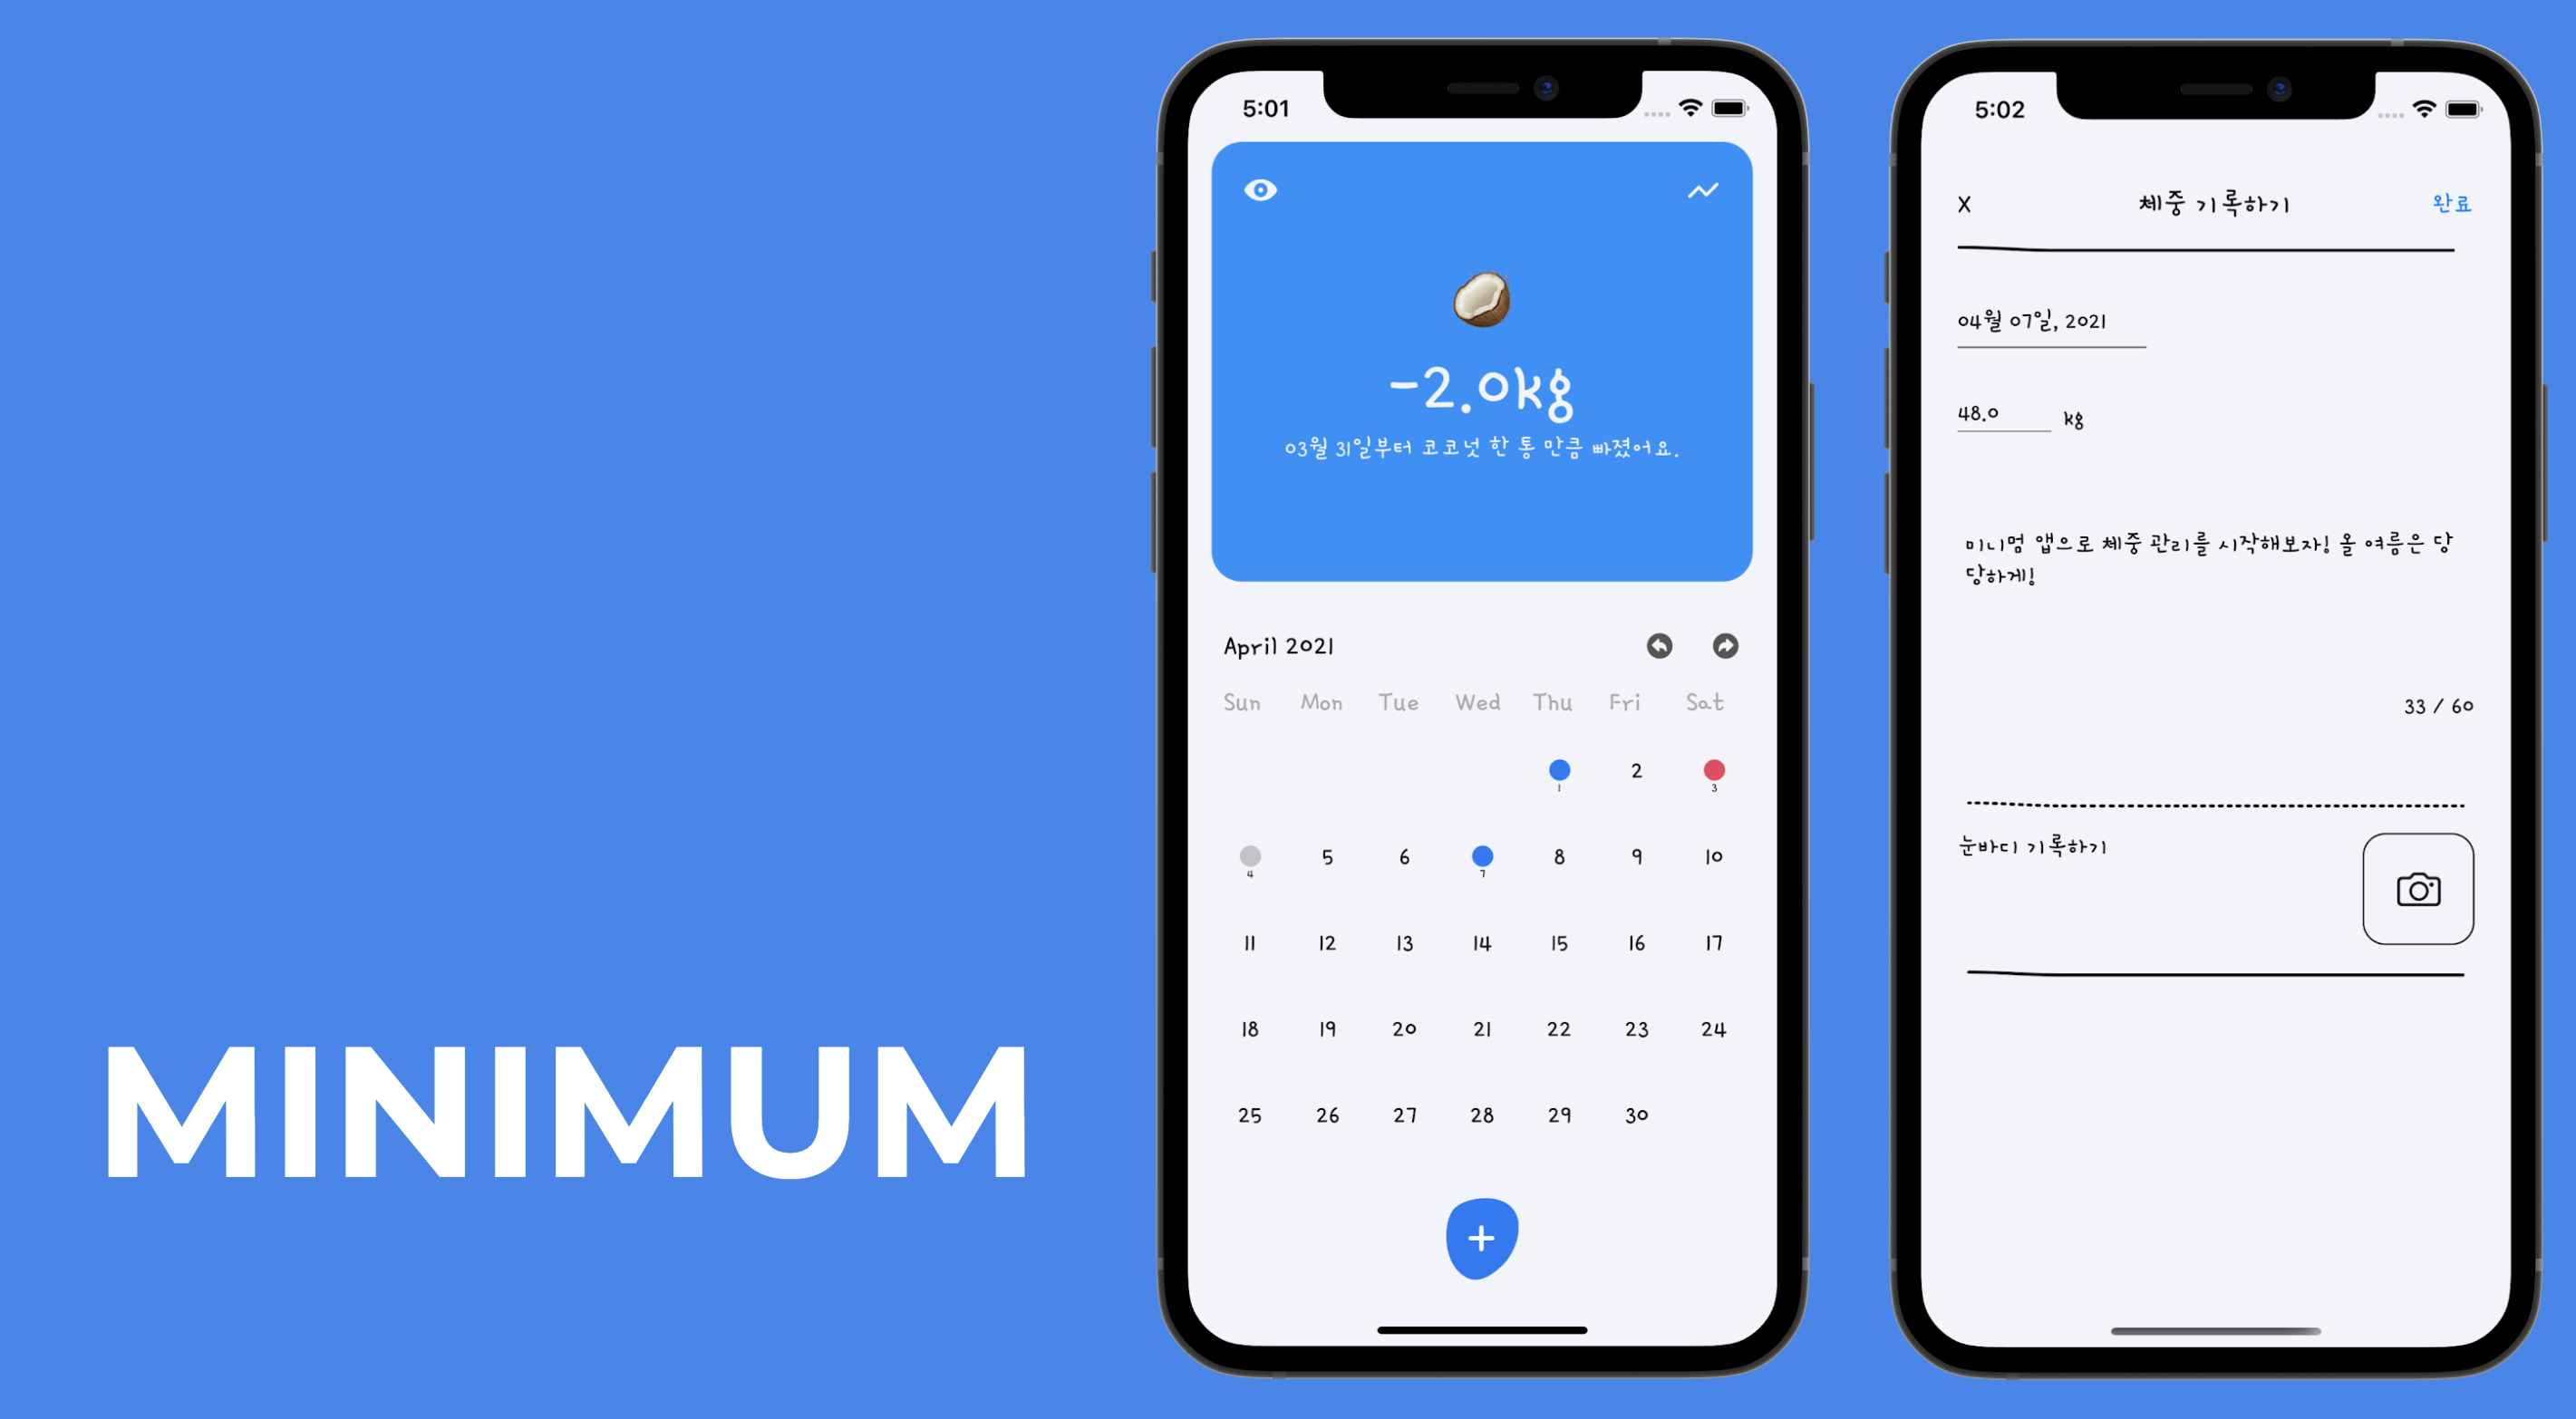 MINIMUM
5:01
-2.0kg
03월 31일부터 코코넛 한 통 만큼 빠졌어요.
April 2021
Sun Mon Tue Wed Thu Fri Sat
1 2 3
4 5 6 7 8 9 10
11 12 13 14 15 16 17
18 19 20 21 22 23 24
25 26 27 28 29 30
+
5:02
X 체중 기록하기 완료
04월 07일, 2021
48.0 kg
미니멈 앱으로 체중 관리를 시작해보자! 올 여름은 당
당하게!
33 / 60
눈바디 기록하기